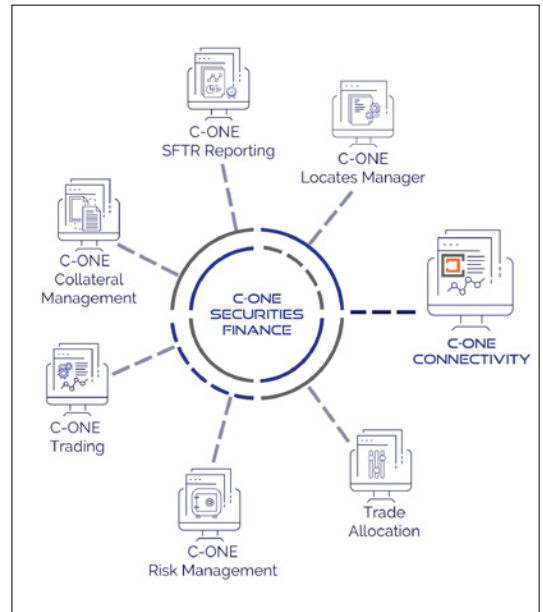 C-ONE
SFTR Reporting
C-ONE
Locates Manager
C-ONE
Collateral
Management
C-ONE
SECURITIES
FINANCE
C-ONE
CONNECTIVITY
C-ONE
Trading
Trade
Allocation
C-ONE
Risk Management